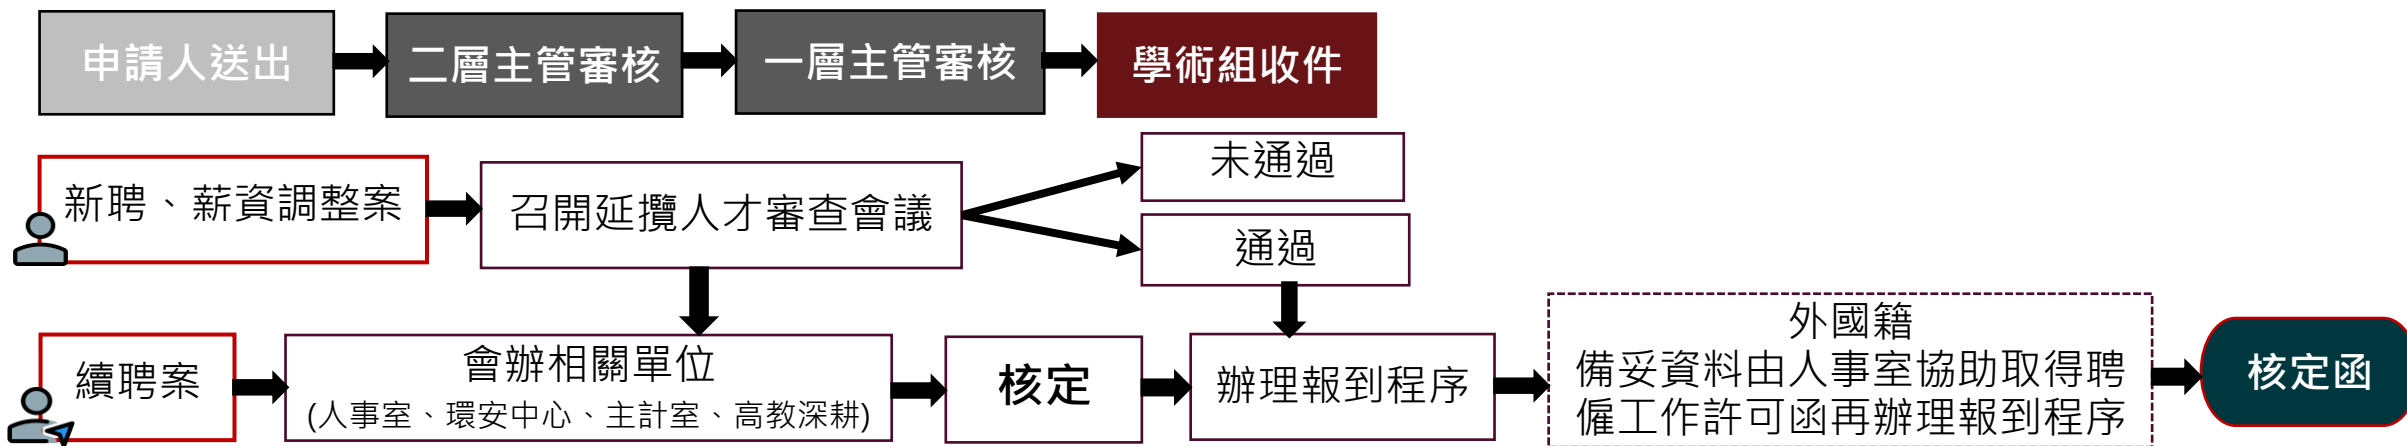 申請人送出
二層主管審核
一層主管審核
學術組收件
新聘、薪資調整案
召開延攬人才審查會議
未通過
通過
續聘案
會辦相關單位
(人事室、環安中心、主計室、高教深耕)
核定
辦理報到程序
外國籍
備妥資料由人事室協助取得聘
僱工作許可函再辦理報到程序
核定函